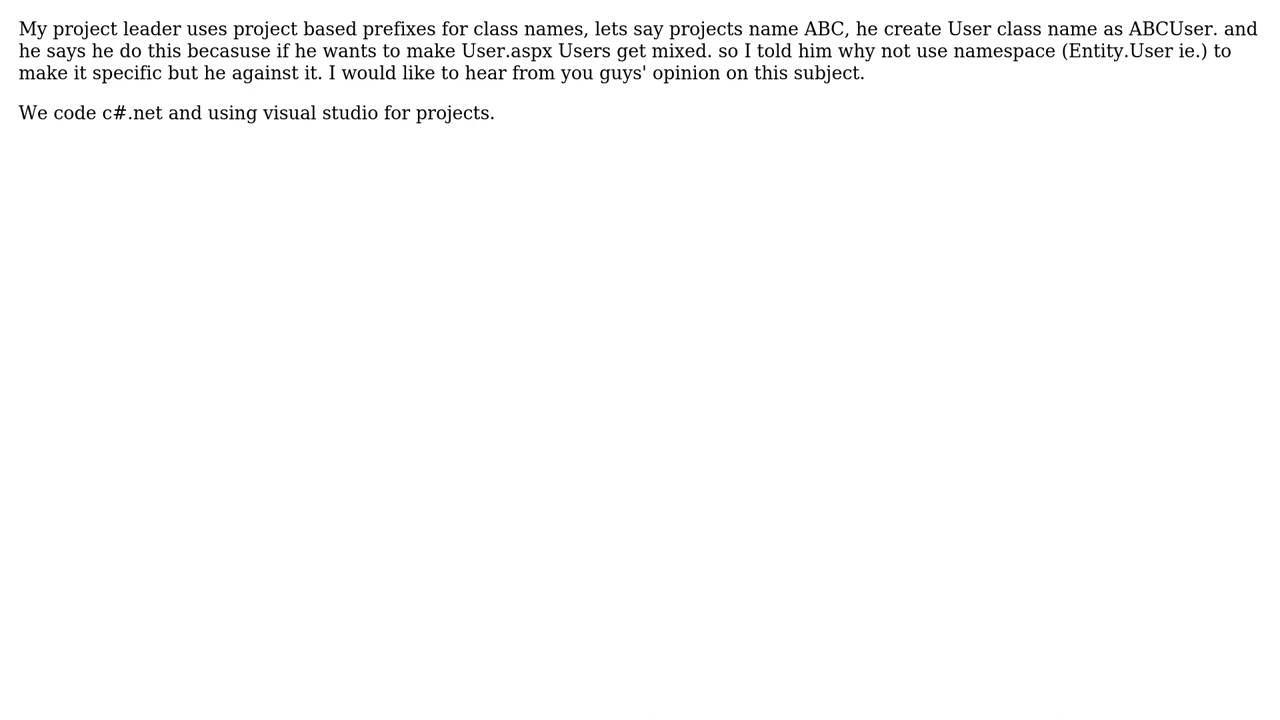 My project leader uses project based prefixes for class names, lets say projects name ABC, he create User class name as ABCUser. and
he says he do this becasuse if he wants to make User.aspx Users get mixed. so I told him why not use namespace (Entity.User ie.) to
make it specific but he against it. I would like to hear from you guys' opinion on this subject.
We code c#.net and using visual studio for projects.